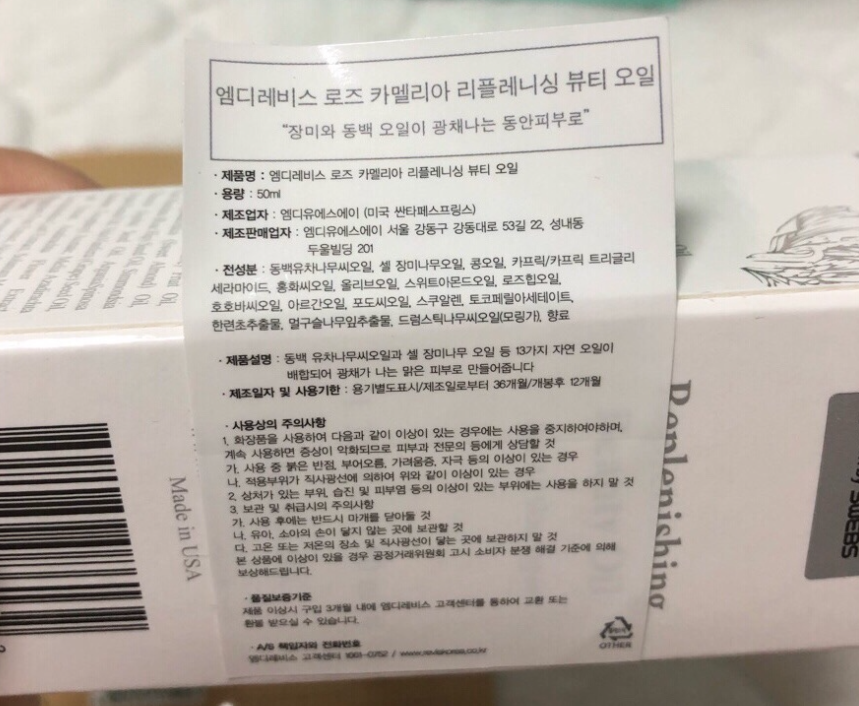 엠디레비스 로즈 카멜리아 리플레니싱 뷰티 오일
“장미와 동백 오일이 광채나는 동안피부로”
· 제품명 : 엠디레비스 로즈 카멜리아 리플레니싱 뷰티 오일
· 용량 : 50ml
· 제조업자 : 엠디유에스에이 (미국 싼타페스프링스)
· 제조판매업자 : 엠디유에스에이 서울 강동구 강동대로 53길 22, 성내동
두울빌딩 201
· 전성분 : 동백유차나무씨오일, 셀 장미나무오일, 콩오일, 카프릭/카프릭 트리글리
세라마이드, 홍화씨오일, 올리브오일, 스위트아몬드오일, 로즈힙오일,
호호바씨오일, 아르간오일, 포도씨오일, 스쿠알렌, 토코페릴아세테이트,
한련초추출물, 멀구슬나무잎추출물, 드럼스틱나무씨오일(모링가), 향료
· 제품설명 : 동백 유차나무씨오일과 셀 장미나무 오일 등 13가지 자연 오일이
배합되어 광채가 나는 맑은 피부로 만들어줍니다
· 제조일자 및 사용기한 : 용기별도표시/제조일로부터 36개월/개봉후 12개월
· 사용상의 주의사항
1. 화장품을 사용하여 다음과 같이 이상이 있는 경우에는 사용을 중지하여야하며,
계속 사용하면 증상이 악화되므로 피부과 전문의 등에게 상담할 것
가. 사용 중 붉은 반점, 부어오름, 가려움증, 자극 등의 이상이 있는 경우
나. 적용부위가 직사광선에 의하여 위와 같이 이상이 있는 경우
2. 상처가 있는 부위, 습진 및 피부염 등의 이상이 있는 부위에는 사용을 하지 말 것
3. 보관 및 취급시의 주의사항
가. 사용 후에는 반드시 마개를 닫아둘 것
나. 유아, 소아의 손이 닿지 않는 곳에 보관할 것
다. 고온 또는 저온의 장소 및 직사광선이 닿는 곳에 보관하지 말 것
본 상품에 이상이 있을 경우 공정거래위원회 고시 소비자 분쟁 해결 기준에 의해
보상해드립니다.
· 품질보증기준
제품 이상시 구입 3개월 내에 엠디레비스 고객센터를 통하여 교환 또는
환불 받으실 수 있습니다.
· A/S 책임자와 전화번호
엠디레비스 고객센터 1661-0752 /
OTHER
Made in USA
Replenishing